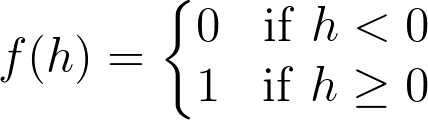 f(h) = { 0 if h < 0
1 if h ≥ 0